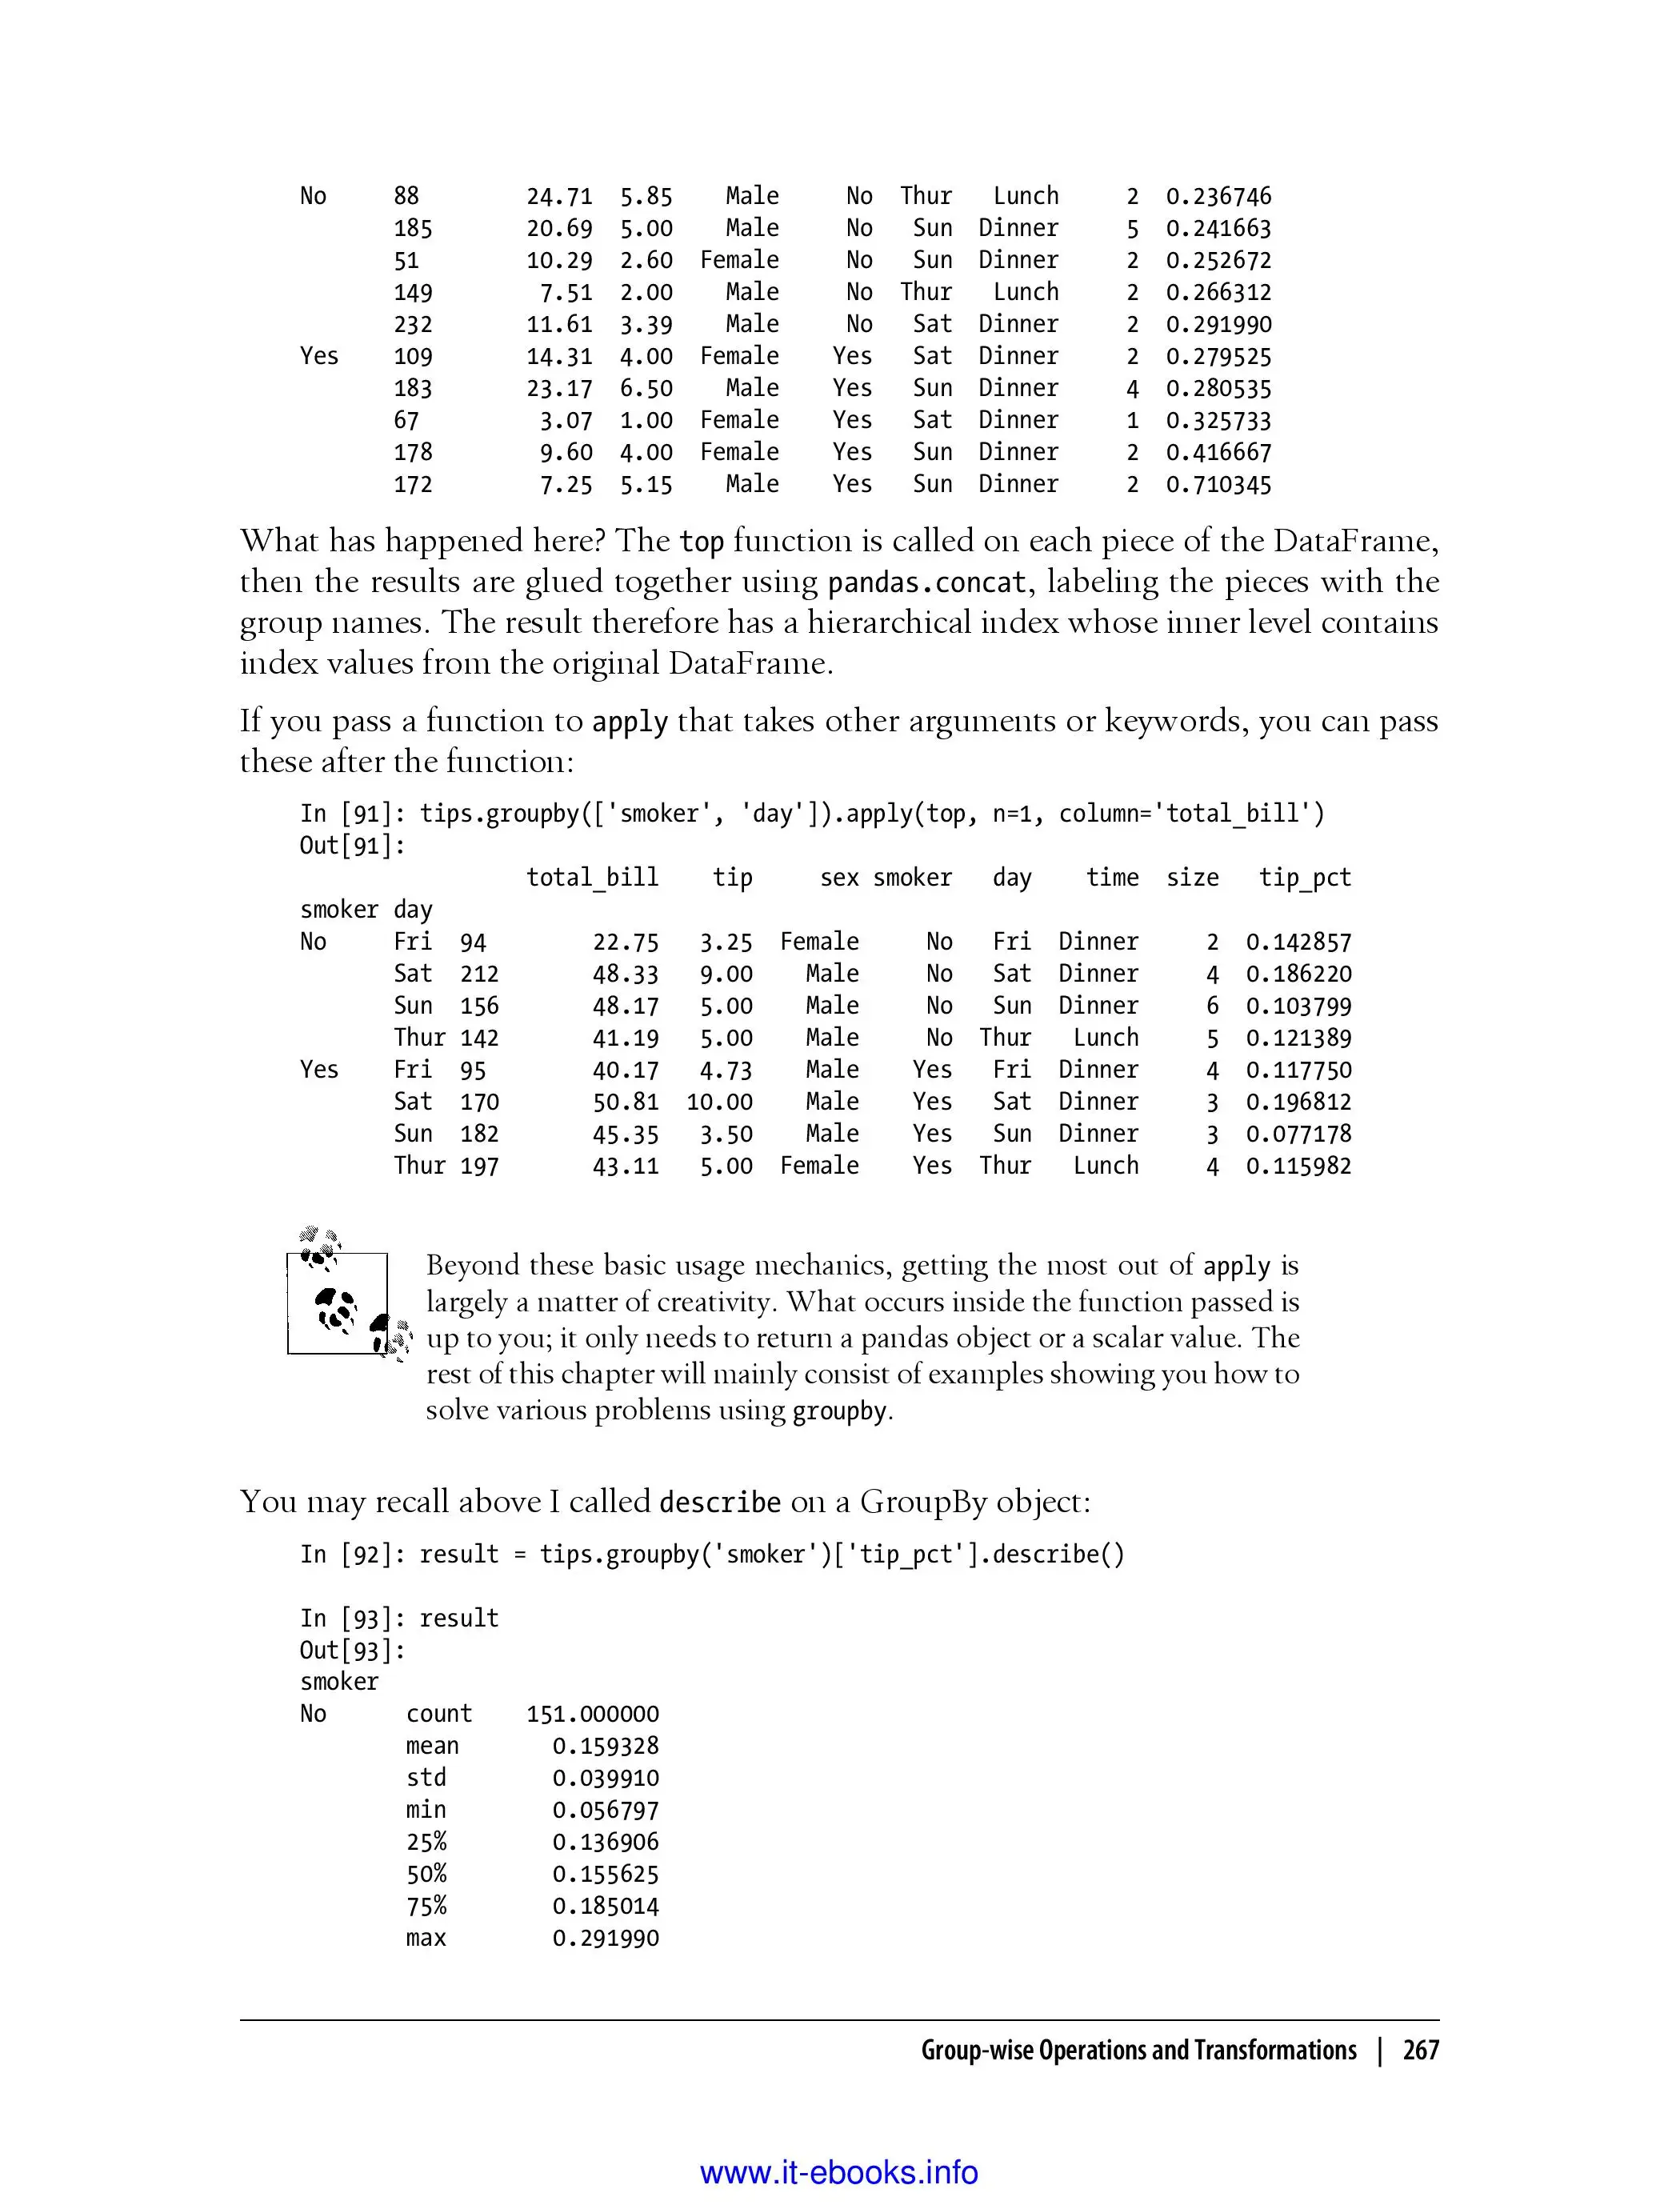 No     88        24.71  5.85    Male     No  Thur   Lunch     2  0.236746
       185       20.69  5.00    Male     No   Sun  Dinner     5  0.241663
       51        10.29  2.60  Female     No   Sun  Dinner     2  0.252672
       149        7.51  2.00    Male     No  Thur   Lunch     2  0.266312
       232       11.61  3.39    Male     No   Sat  Dinner     2  0.291990
Yes    109       14.31  4.00  Female    Yes   Sat  Dinner     2  0.279525
       183       23.17  6.50    Male    Yes   Sun  Dinner     4  0.280535
       67         3.07  1.00  Female    Yes   Sat  Dinner     1  0.325733
       178        9.60  4.00  Female    Yes   Sun  Dinner     2  0.416667
       172        7.25  5.15    Male    Yes   Sun  Dinner     2  0.710345
What has happened here? The top function is called on each piece of the DataFrame,
then the results are glued together using pandas.concat, labeling the pieces with the
group names. The result therefore has a hierarchical index whose inner level contains
index values from the original DataFrame.
If you pass a function to apply that takes other arguments or keywords, you can pass
these after the function:
In [91]: tips.groupby(['smoker', 'day']).apply(top, n=1, column='total_bill')
Out[91]:
                 total_bill    tip     sex smoker   day    time  size   tip_pct
smoker day
No     Fri  94        22.75   3.25  Female     No   Fri  Dinner     2  0.142857
       Sat  212       48.33   9.00    Male     No   Sat  Dinner     4  0.186220
       Sun  156       48.17   5.00    Male     No   Sun  Dinner     6  0.103799
       Thur 142       41.19   5.00    Male     No  Thur   Lunch     5  0.121389
Yes    Fri  95        40.17   4.73    Male    Yes   Fri  Dinner     4  0.117750
       Sat  170       50.81  10.00    Male    Yes   Sat  Dinner     3  0.196812
       Sun  182       45.35   3.50    Male    Yes   Sun  Dinner     3  0.077178
       Thur 197       43.11   5.00  Female    Yes  Thur   Lunch     4  0.115982
Beyond these basic usage mechanics, getting the most out of apply is
largely a matter of creativity. What occurs inside the function passed is
up to you; it only needs to return a pandas object or a scalar value. The
rest of this chapter will mainly consist of examples showing you how to
solve various problems using groupby.
You may recall above I called describe on a GroupBy object:
In [92]: result = tips.groupby('smoker')['tip_pct'].describe()
In [93]: result
Out[93]:
smoker
No      count    151.000000
        mean       0.159328
        std        0.039910
        min        0.056797
        25%        0.136906
        50%        0.155625
        75%        0.185014
        max        0.291990
Group-wise Operations and Transformations | 267
www.it-ebooks.info